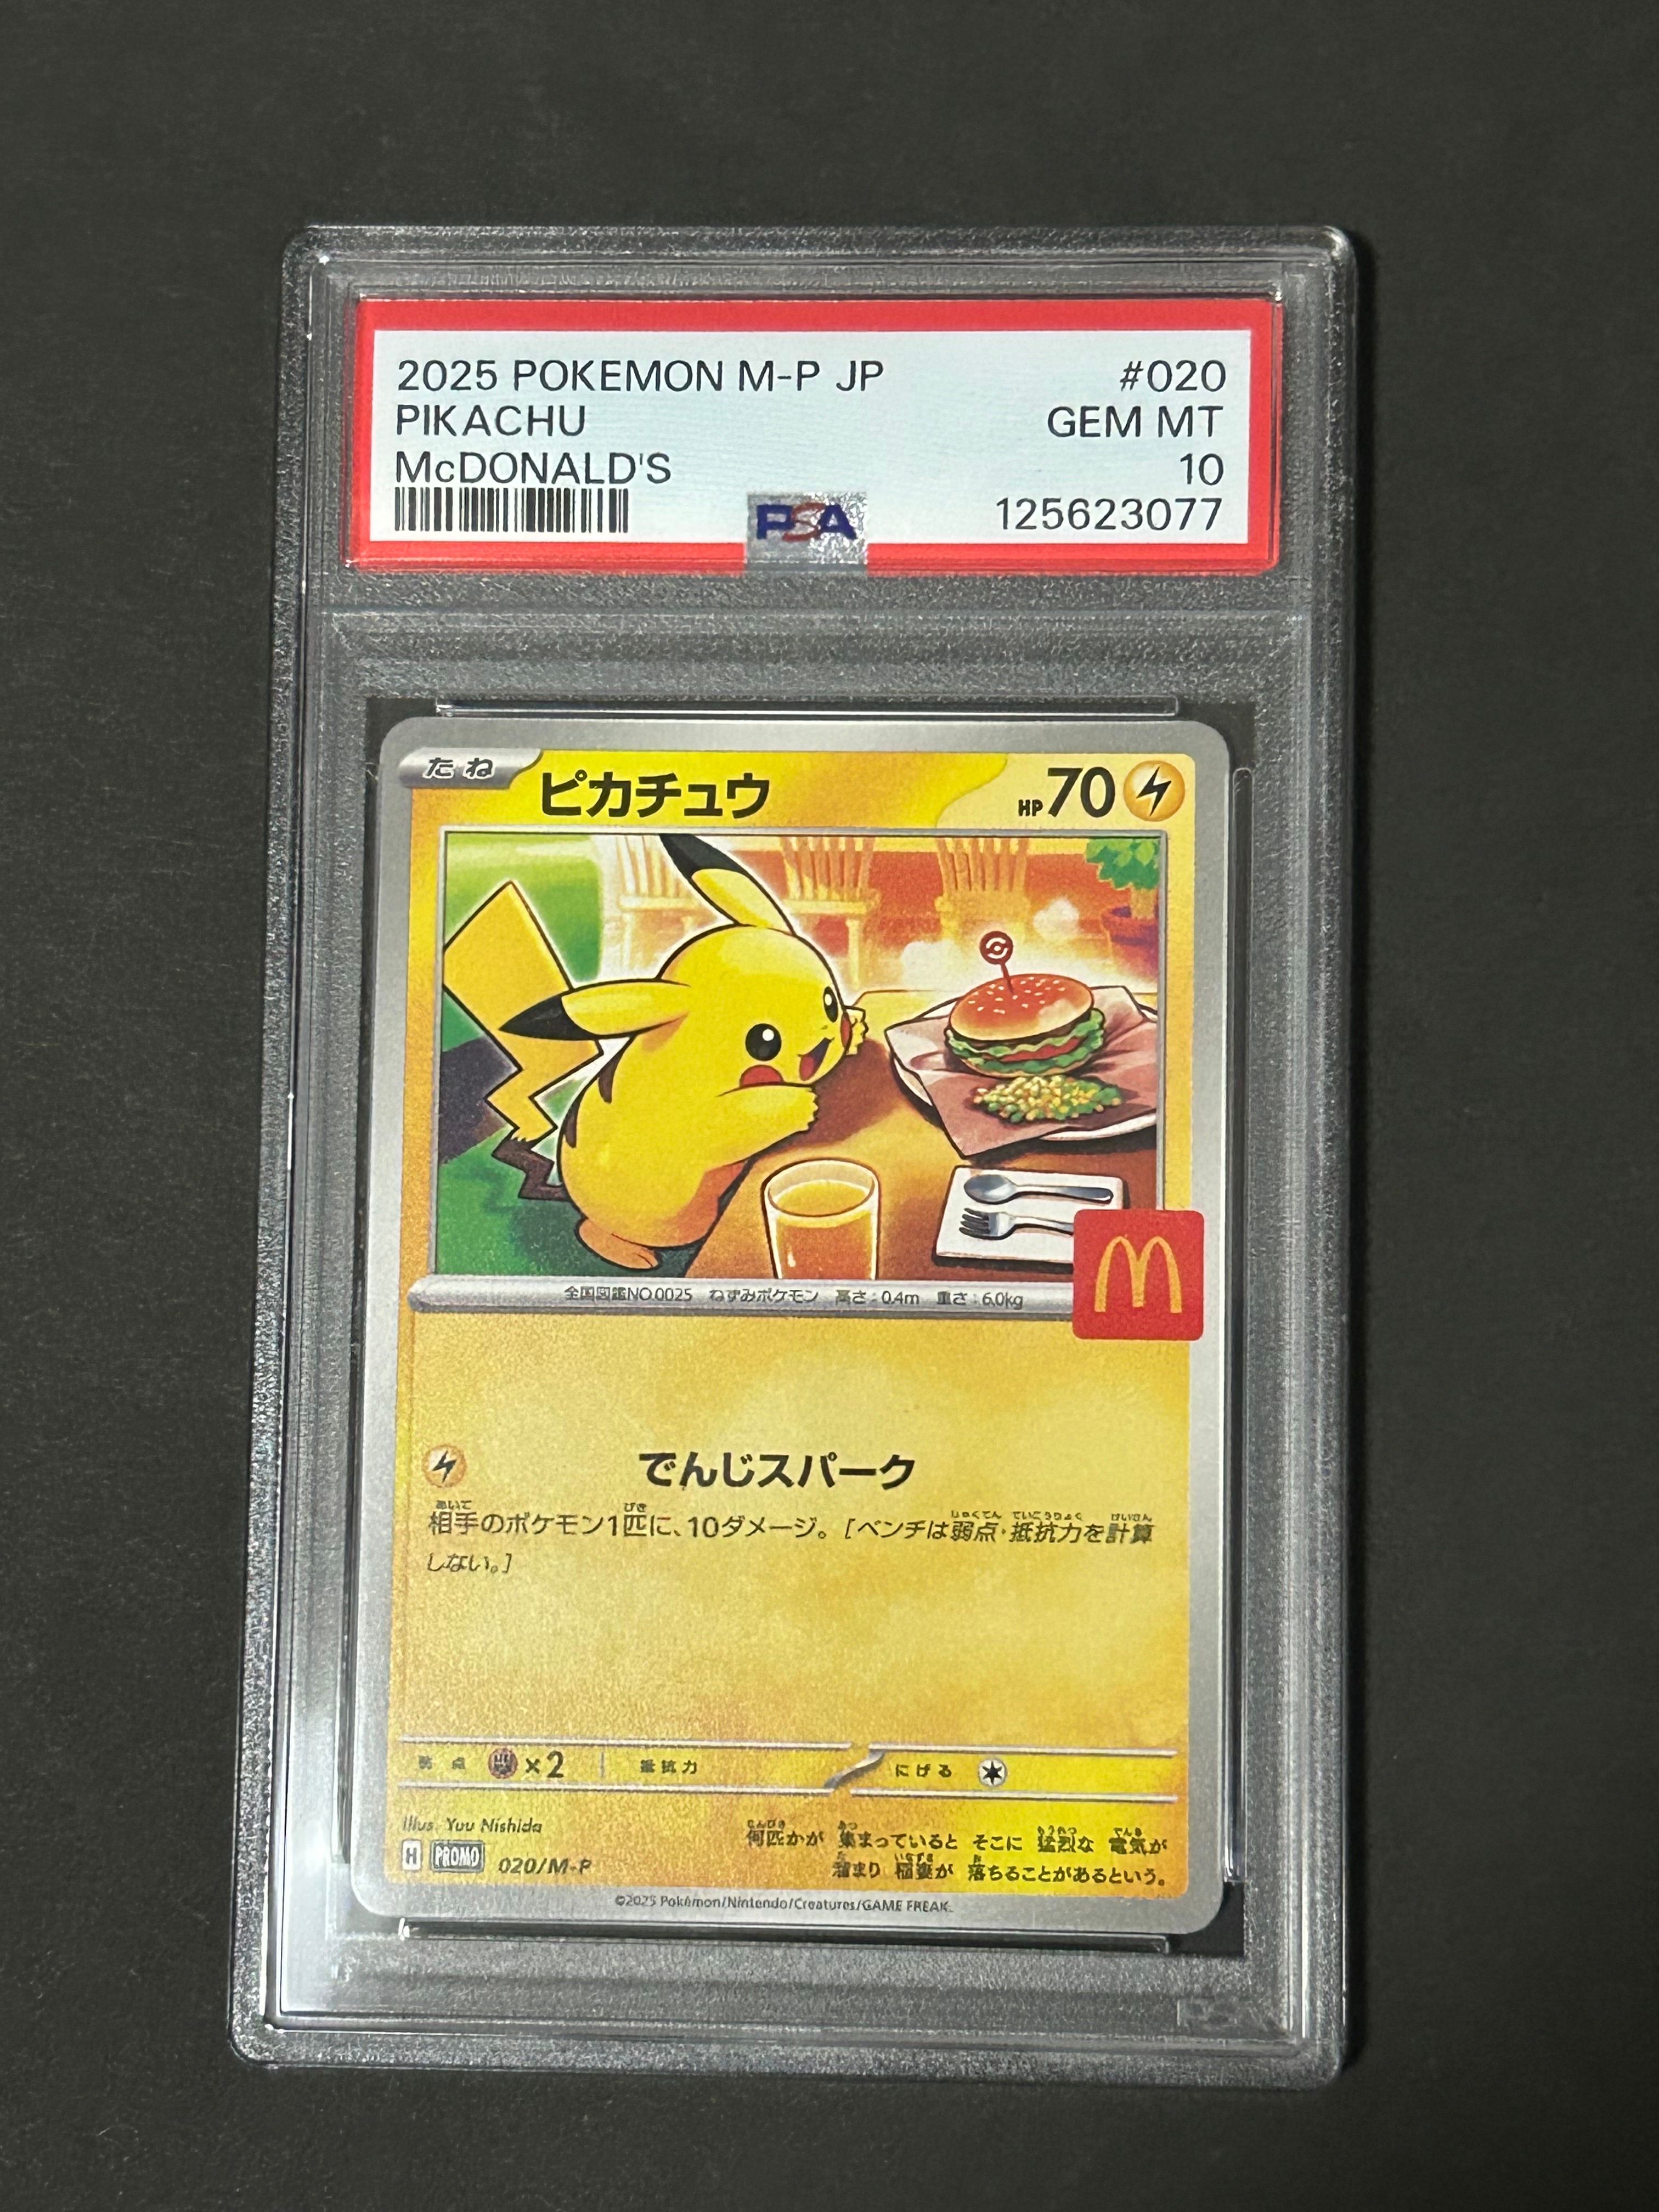 2025 POKEMON M-P JP #020
PIKACHU GEM MT
McDONALD'S 10
PSA 125623077
たね ピカチュウ HP70
全国図鑑NO.0025 ねずみポケモン 高さ:0.4m 重さ:6.0kg
でんじスパーク
相手のポケモン1匹に、10ダメージ。[ベンチは弱点・抵抗力を計算
しない。]
弱点 ×2 抵抗力 にげる
Illus. Yuu Nishida
H PROMO 020/M-P
何匹かが 集まっていると そこに 猛烈な 電気が
溜まり 稲妻が 落ちることがあるという。
©2025 Pokémon/Nintendo/Creatures/GAME FREAK.
PSA